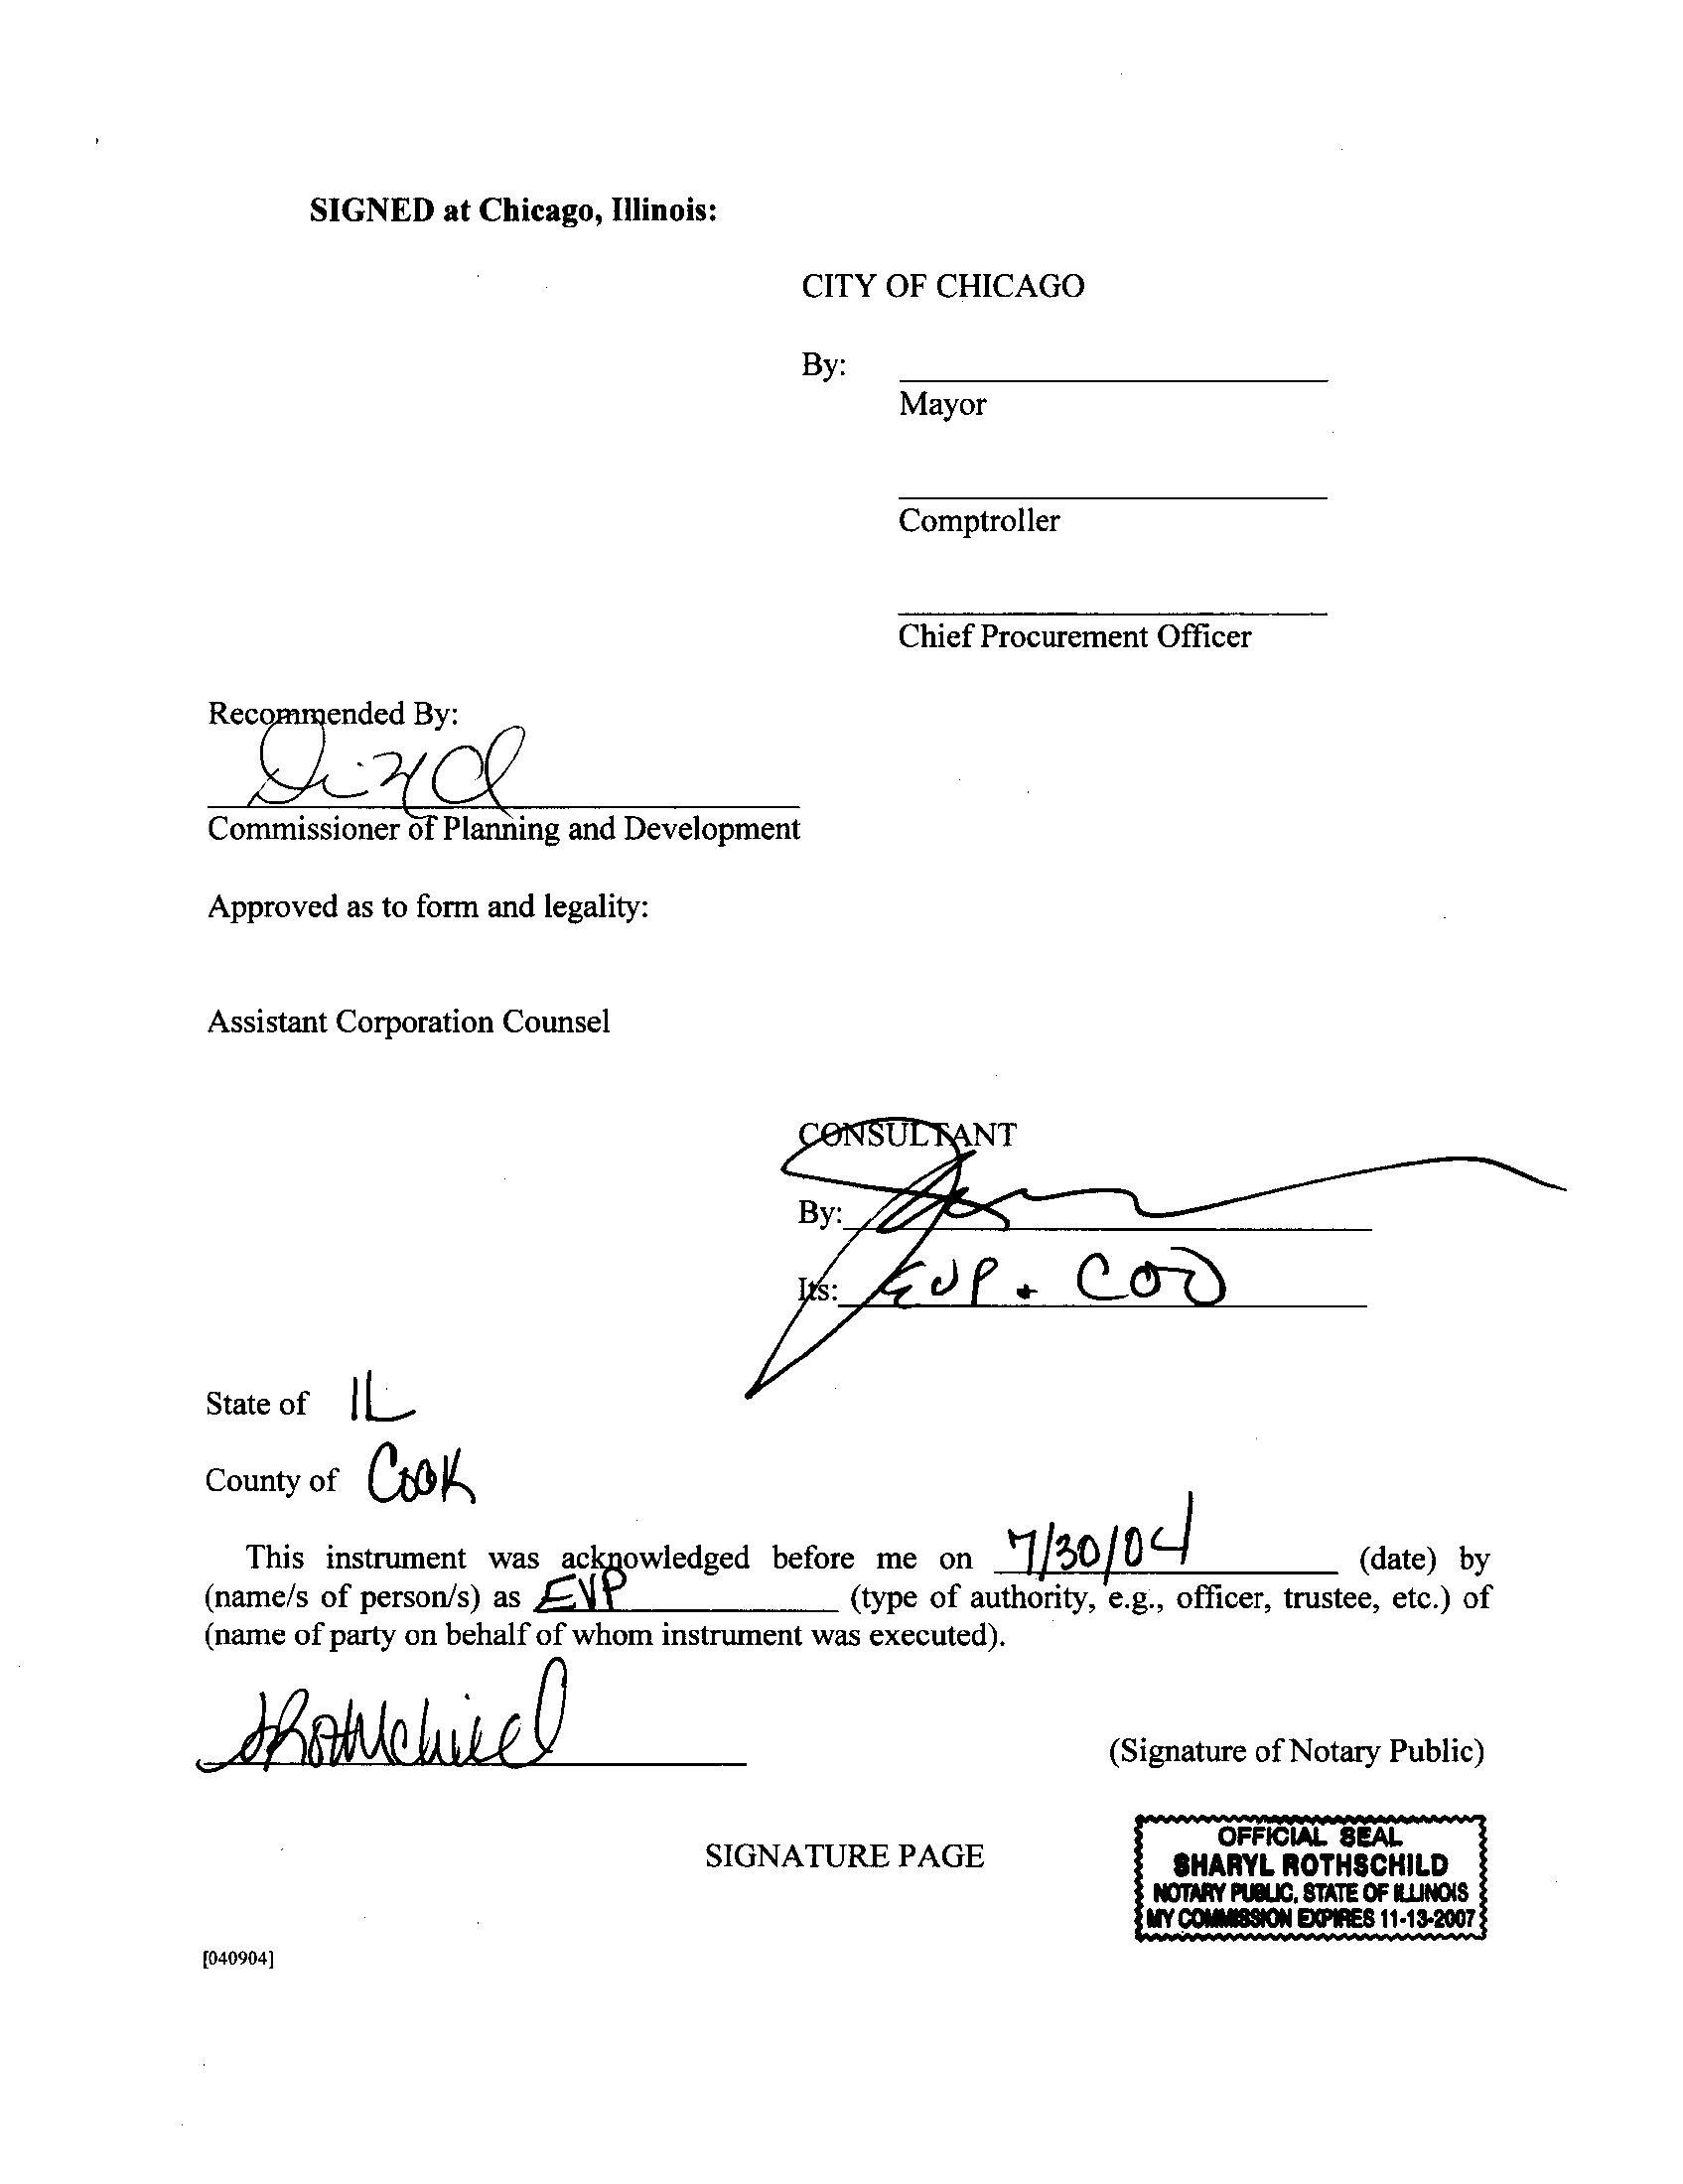 SIGNED at Chicago, Illinois:
CITY OF CHICAGO
By:
Mayor
Comptroller
Chief Procurement Officer
Recommended By:
Commissioner of Planning and Development
Approved as to form and legality:
Assistant Corporation Counsel
CONSULTANT
By:
Its: EVP + COO
State of IL
County of Cook
This instrument was acknowledged before me on 7/30/04 (date) by
(name/s of person/s) as EVP (type of authority, e.g., officer, trustee, etc.) of
(name of party on behalf of whom instrument was executed).
SRothschild
(Signature of Notary Public)
SIGNATURE PAGE
OFFICIAL SEAL
SHARYL ROTHSCHILD
NOTARY PUBLIC, STATE OF ILLINOIS
MY COMMISSION EXPIRES 11-13-2007
[040904]